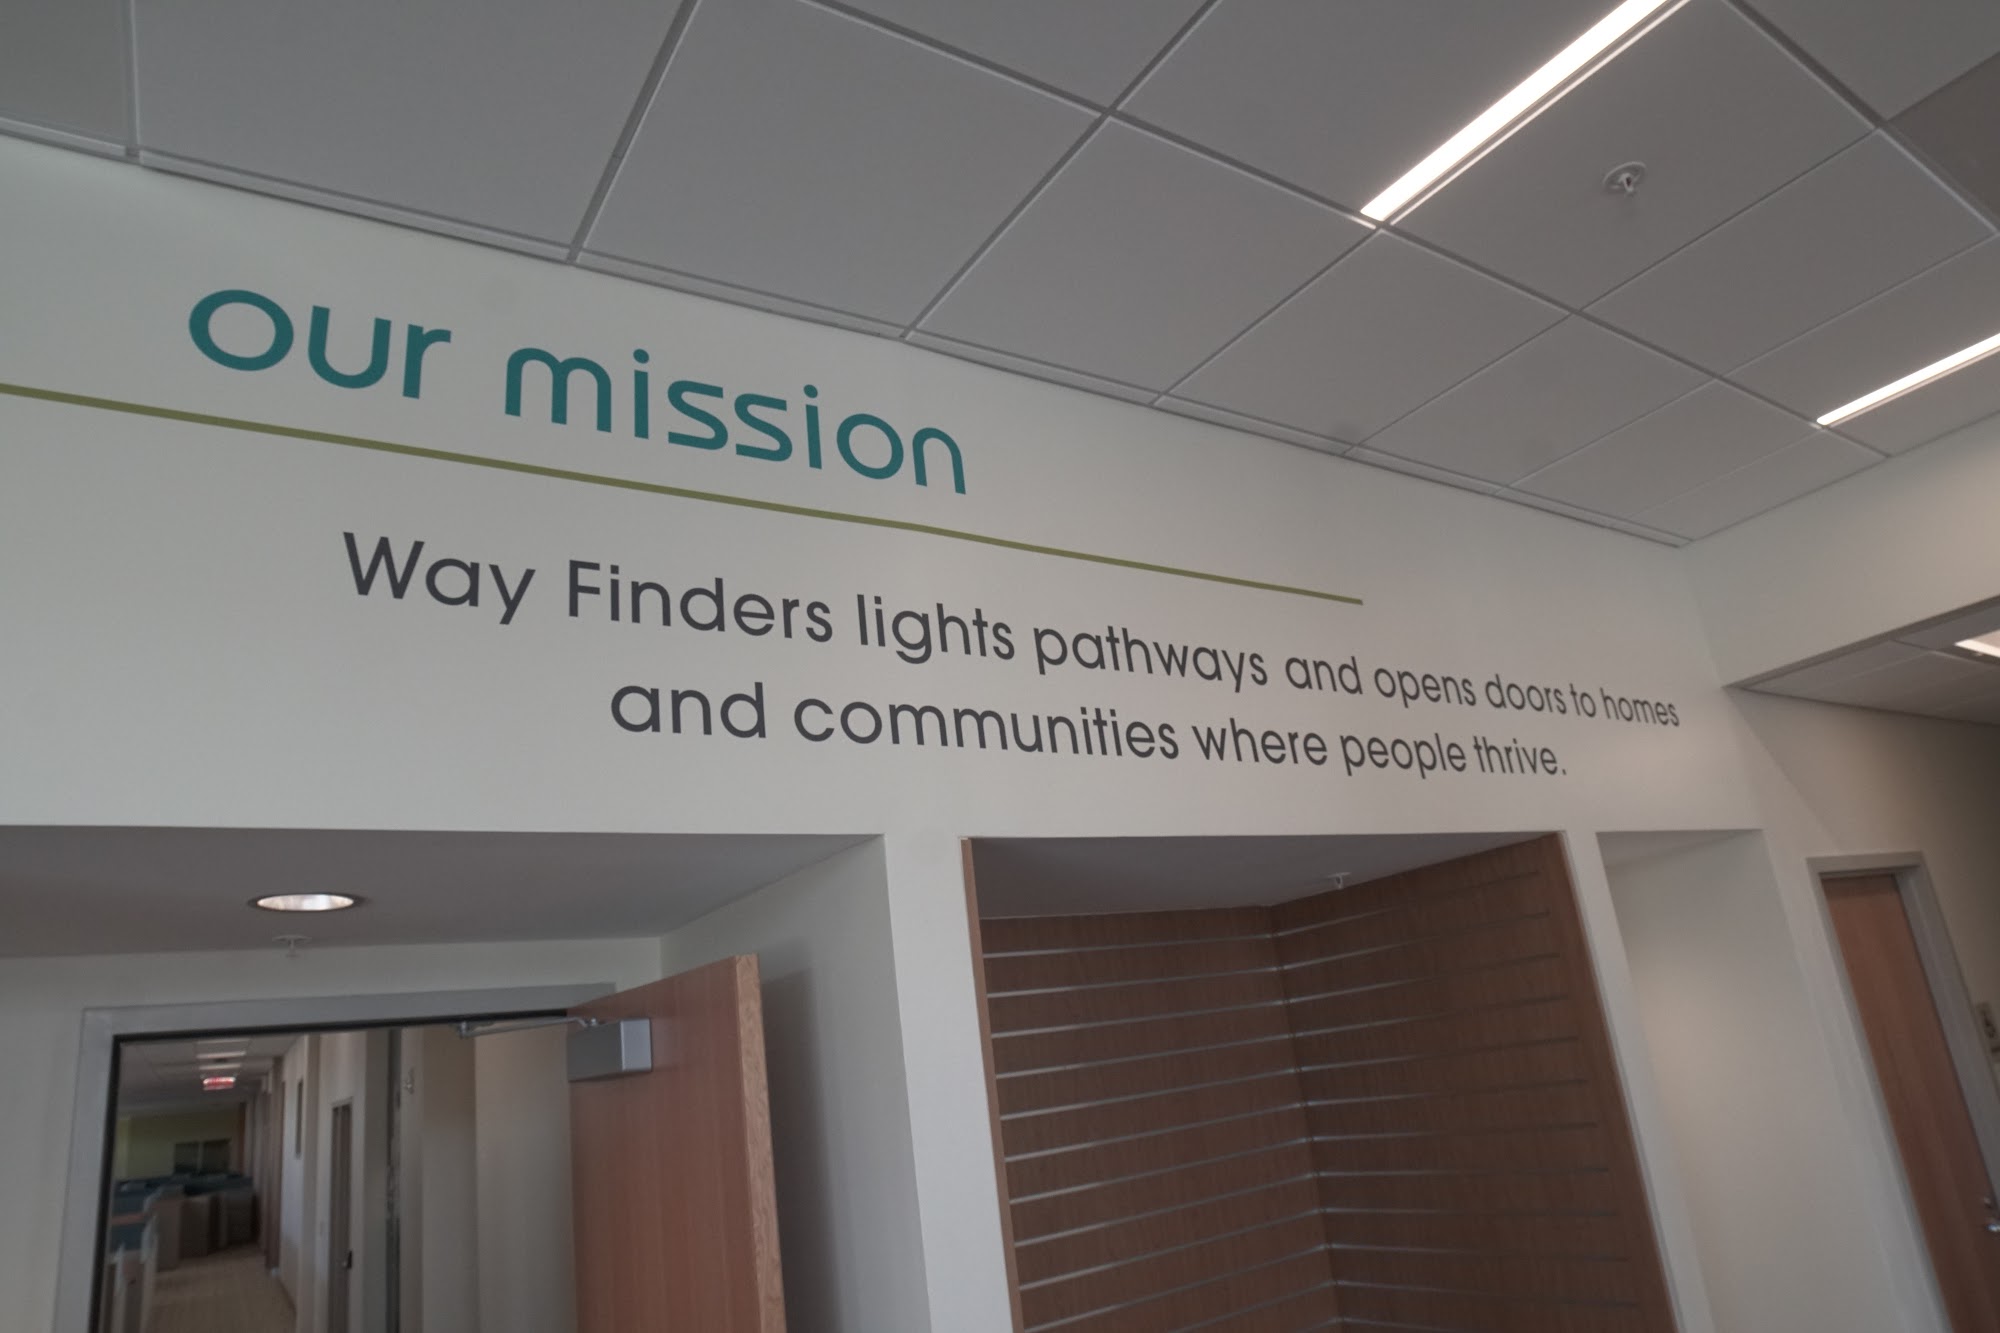 our mission
Way Finders lights pathways and opens doors to homes
and communities where people thrive.